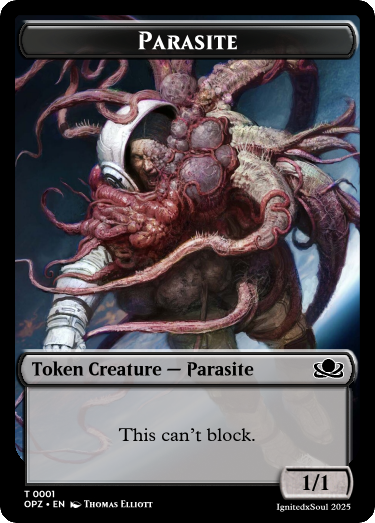 Parasite
Token Creature — Parasite
This can't block.
1/1
T 0001
OPZ • EN Thomas Elliott
IgnitedxSoul 2025